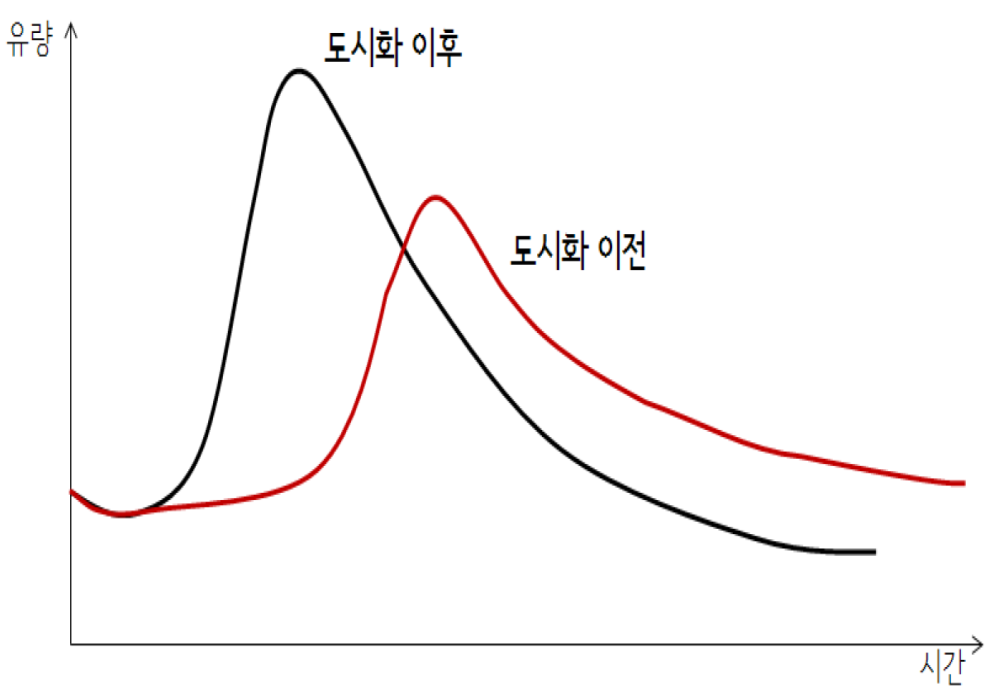 유량
도시화 이후
도시화 이전
시간